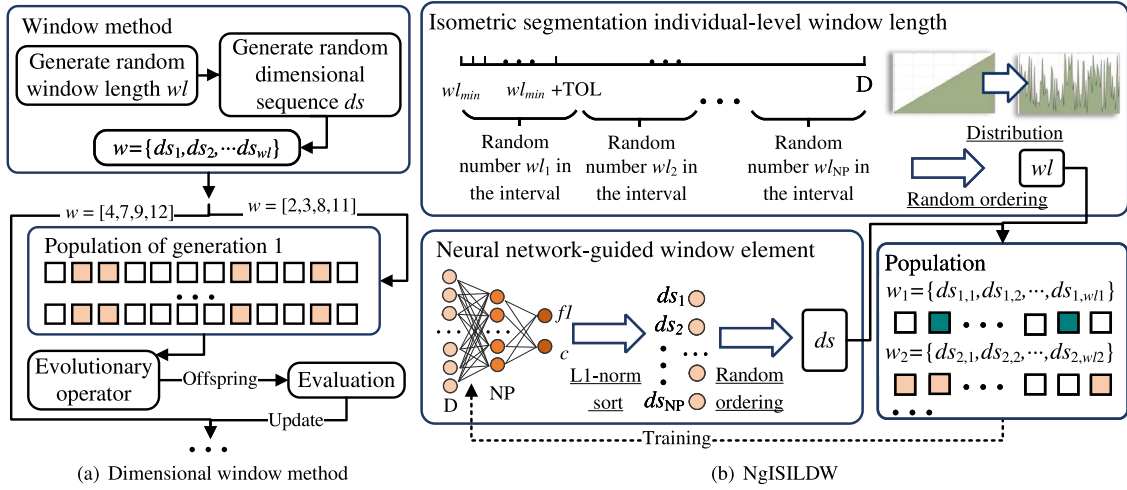 Window method
Generate random
window length wl
Generate random
dimensional
sequence ds
w={ds1,ds2,···dswl}
w = [4,7,9,12]
w = [2,3,8,11]
Population of generation 1
• • •
Evolutionary
operator
Offspring
Evaluation
Update
• • •
(a) Dimensional window method
Isometric segmentation individual-level window length
• • •
• • •
wlmin
wlmin +TOL
D
• • •
Random
number wl1 in
the interval
Random
number wl2 in
the interval
Random
number wlNP in
the interval
Distribution
Random ordering
wl
Neural network-guided window element
D
NP
f1
c
L1-norm
sort
ds1
ds2
dsNP
Random
ordering
ds
Population
w1={ds1,1,ds1,2,···,ds1,wl1}
• • •
w2={ds2,1,ds2,2,···,ds2,wl2}
• • •
• • •
Training
(b) NgISILDW